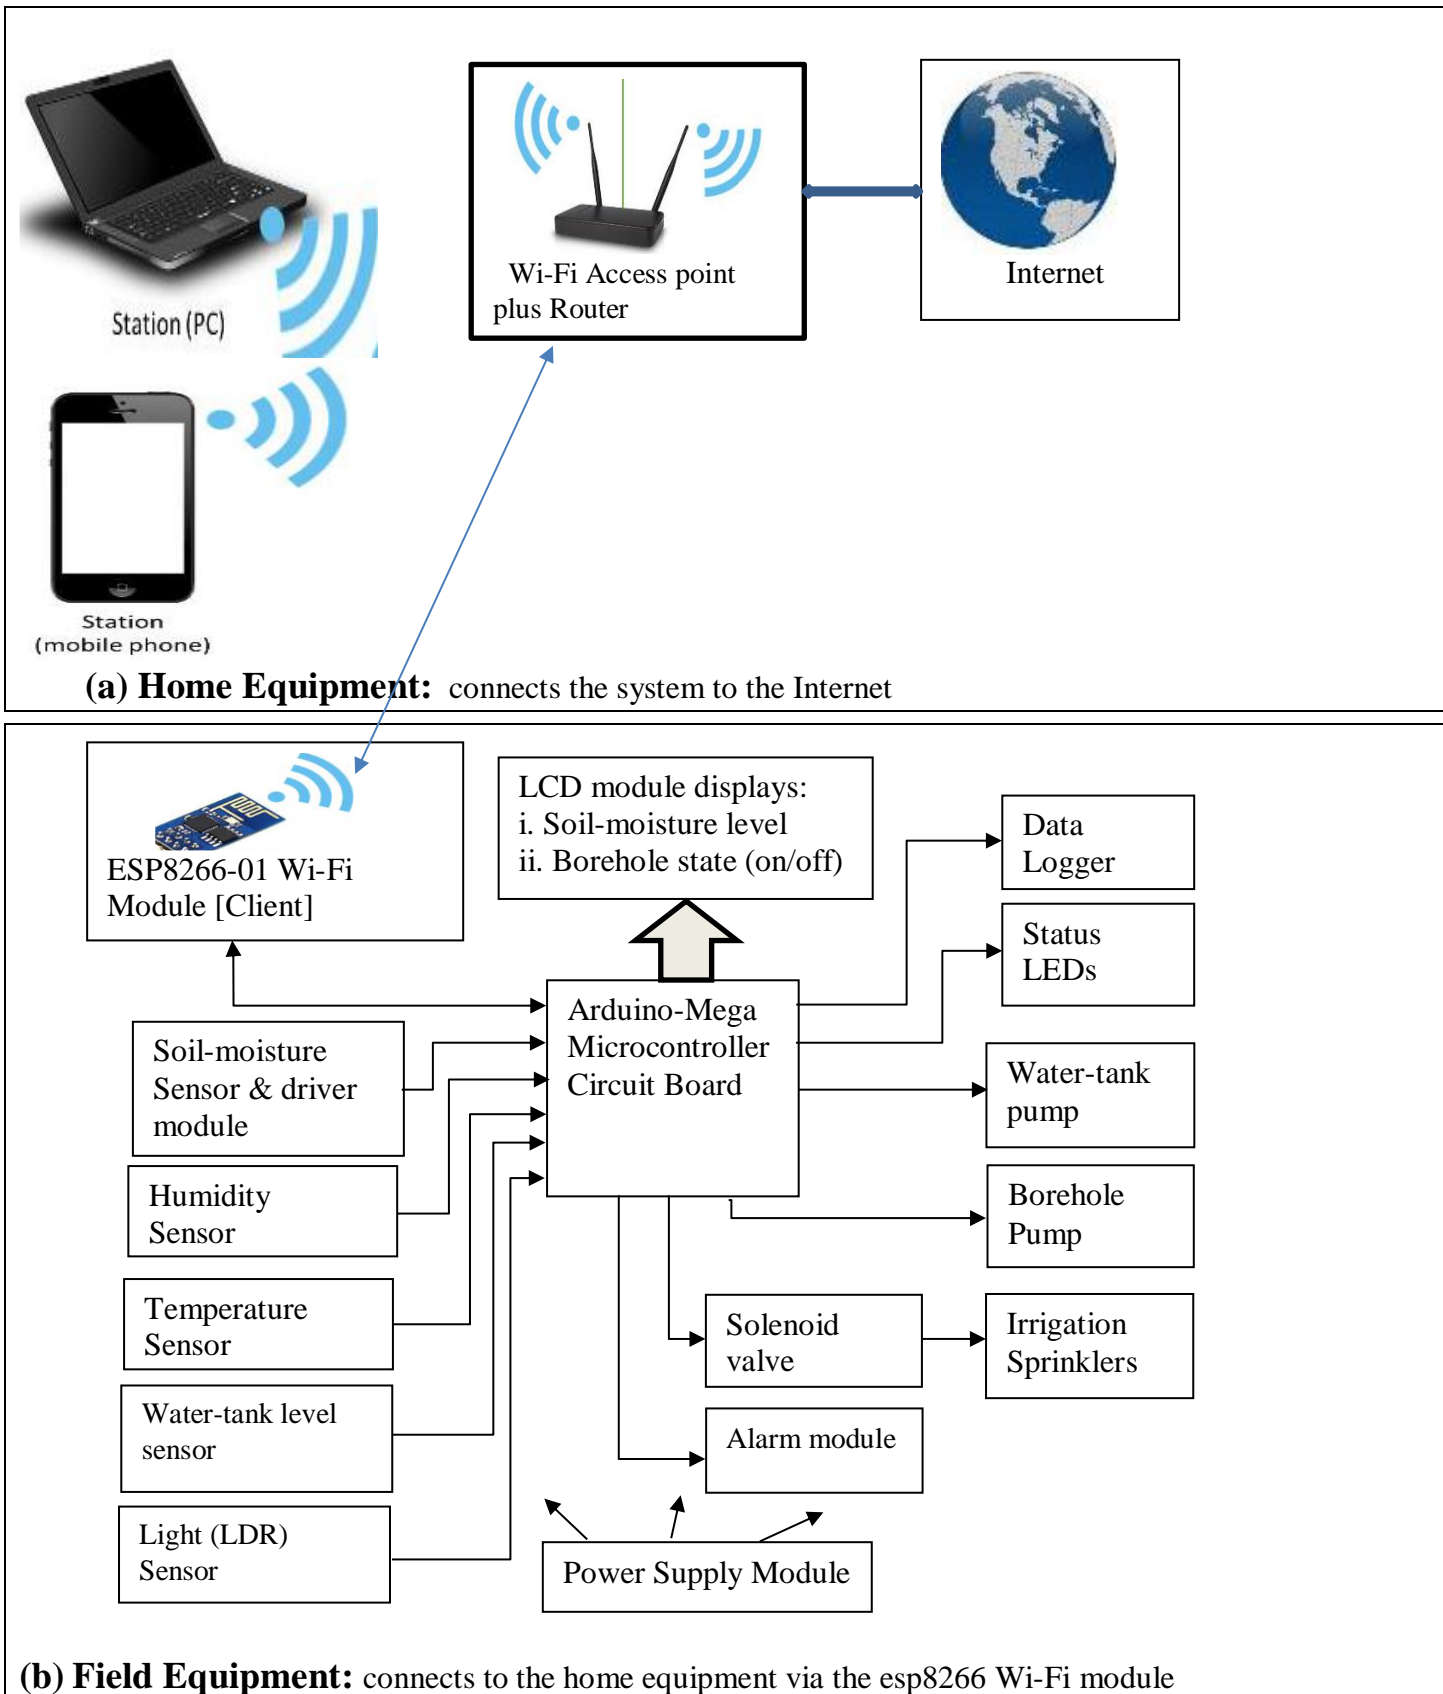 Station (PC)
Wi-Fi Access point
plus Router
Internet
Station
(mobile phone)
(a) Home Equipment: connects the system to the Internet
ESP8266-01 Wi-Fi
Module [Client]
LCD module displays:
i. Soil-moisture level
ii. Borehole state (on/off)
Data
Logger
Status
LEDs
Arduino-Mega
Microcontroller
Circuit Board
Soil-moisture
Sensor & driver
module
Water-tank
pump
Humidity
Sensor
Borehole
Pump
Temperature
Sensor
Solenoid
valve
Irrigation
Sprinklers
Water-tank level
sensor
Alarm module
Light (LDR)
Sensor
Power Supply Module
(b) Field Equipment: connects to the home equipment via the esp8266 Wi-Fi module